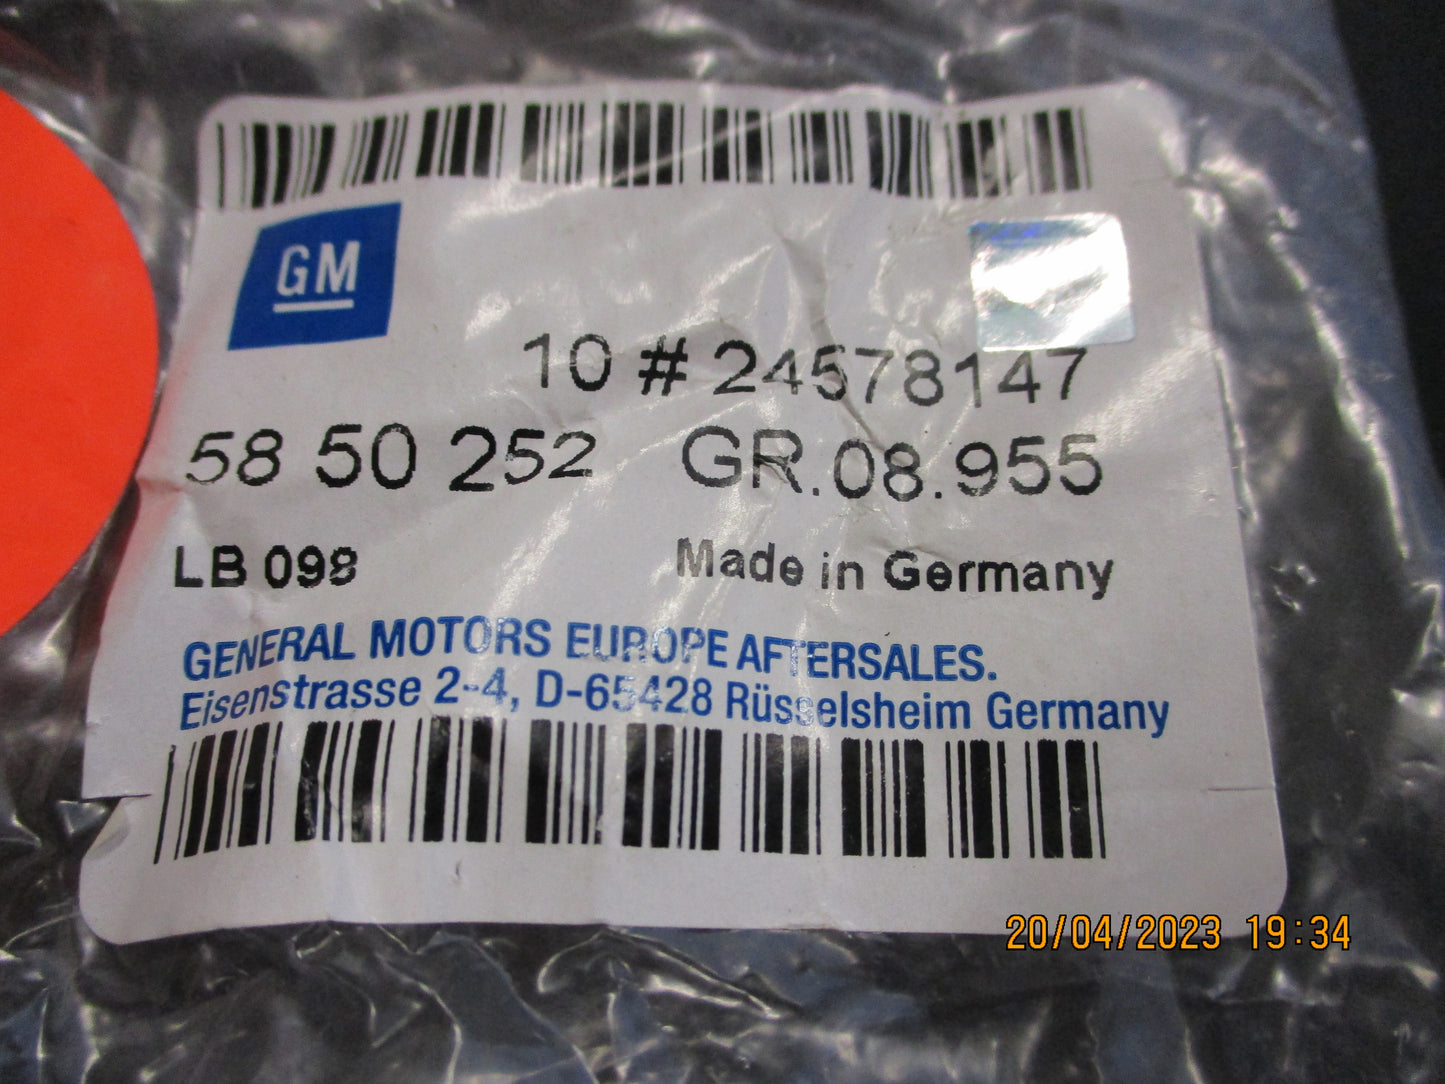 GM
10 # 24578147
58 50 252 GR.08.955
LB 098 Made in Germany
GENERAL MOTORS EUROPE AFTERSALES.
Eisenstrasse 2-4, D-65428 Rüsselsheim Germany
20/04/2023 19:34